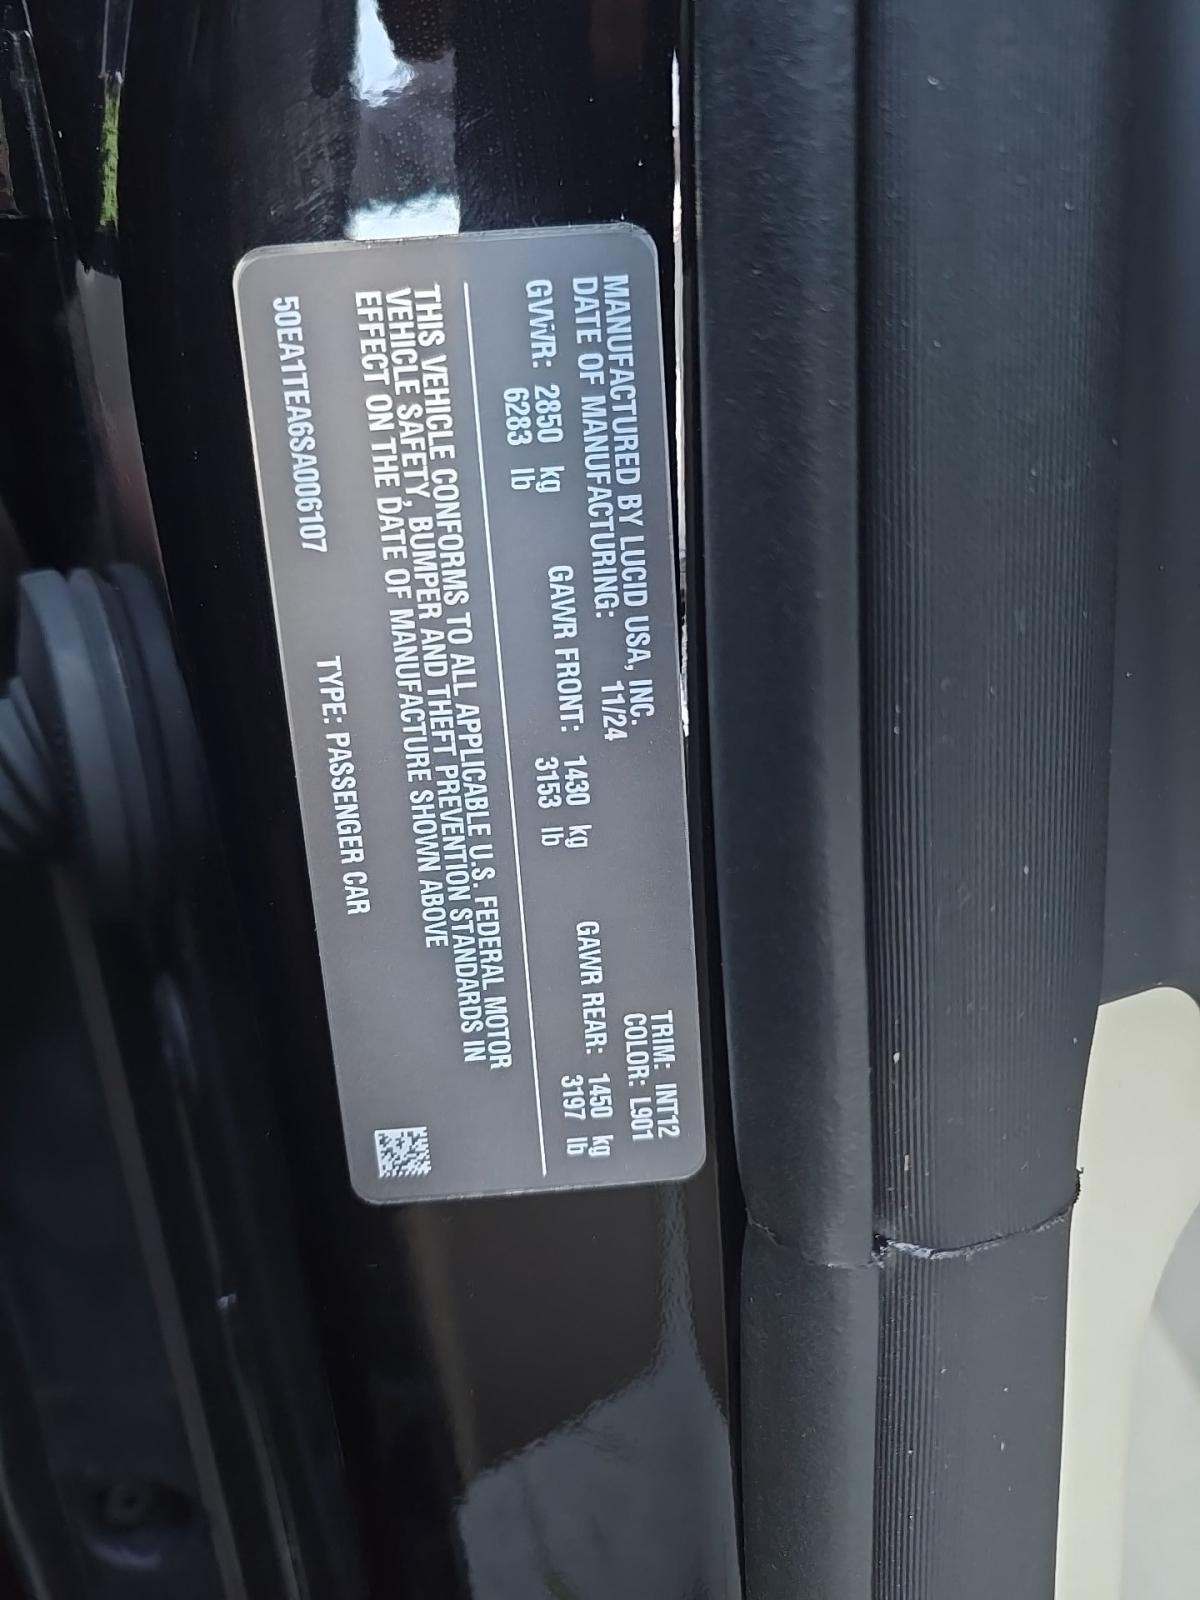 MANUFACTURED BY LUCID USA, INC. TRIM: INT12
DATE OF MANUFACTURING: 11/24 COLOR: L901
GVWR: 2850 kg GAWR FRONT: 1430 kg GAWR REAR: 1450 kg
6283 lb 3153 lb 3197 lb
THIS VEHICLE CONFORMS TO ALL APPLICABLE U.S. FEDERAL MOTOR
VEHICLE SAFETY, BUMPER AND THEFT PREVENTION STANDARDS IN
EFFECT ON THE DATE OF MANUFACTURE SHOWN ABOVE
50EA1TEA6SA006107 TYPE: PASSENGER CAR